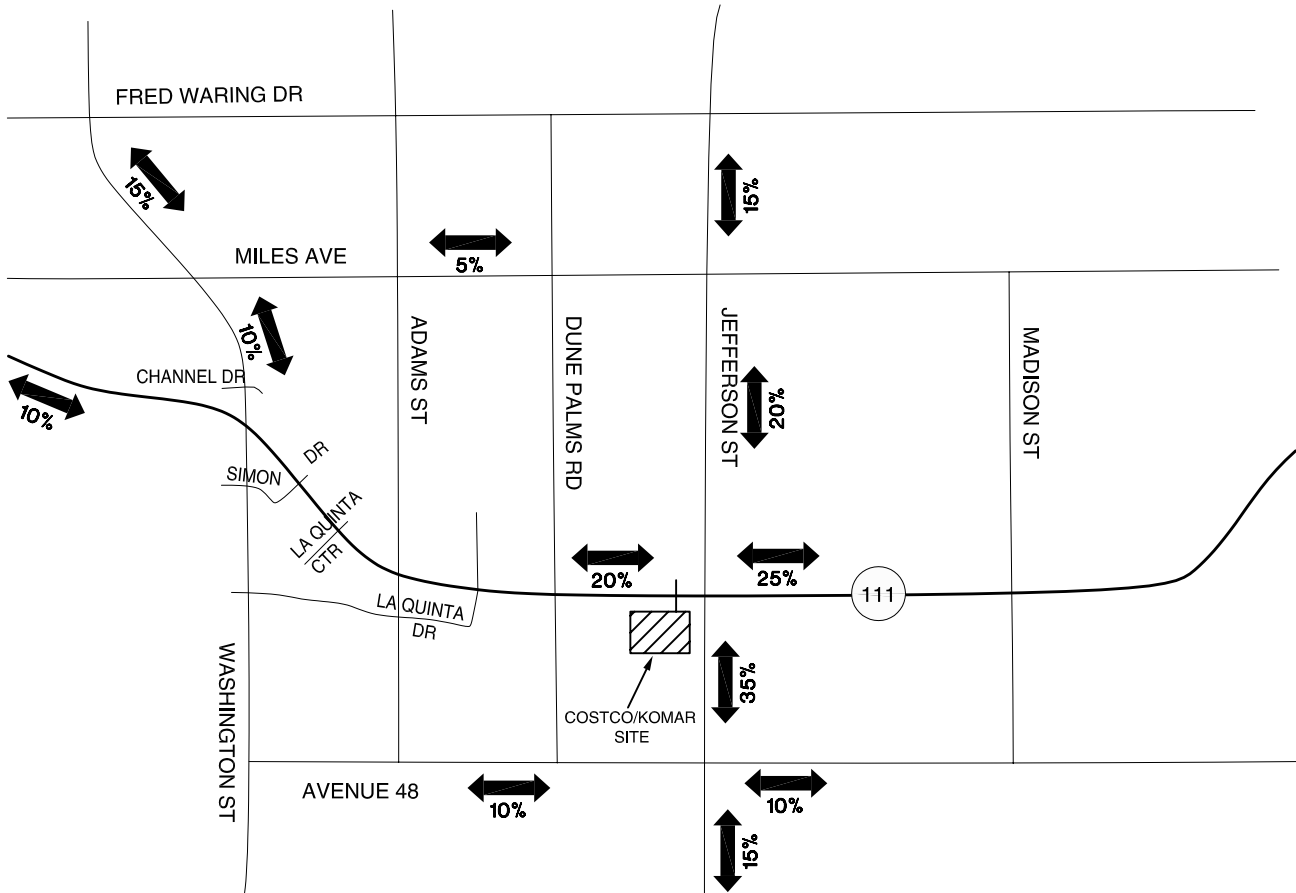 FRED WARING DR
15%
15%
MILES AVE
5%
10%
CHANNEL DR
10%
ADAMS ST
DUNE PALMS RD
JEFFERSON ST
20%
MADISON ST
SIMON DR
LA QUINTA
CTR
20%
25%
111
LA QUINTA
DR
WASHINGTON ST
35%
COSTCO/KOMAR
SITE
AVENUE 48
10%
10%
15%